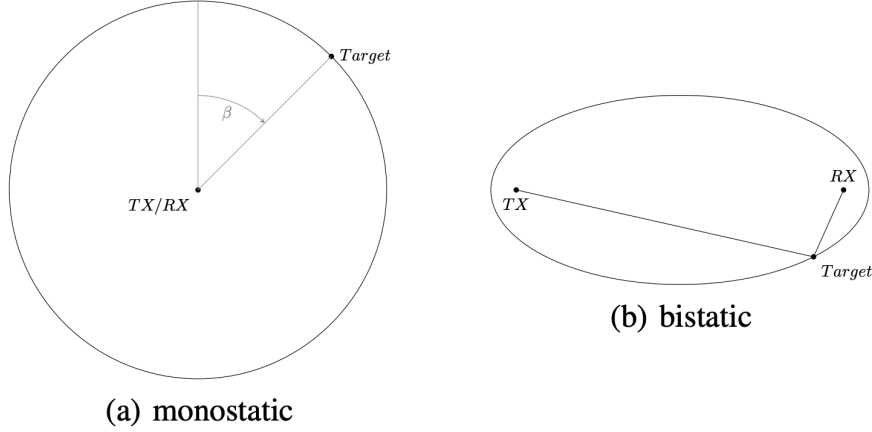 Target
β
TX/RX
(a) monostatic
RX
TX
Target
(b) bistatic